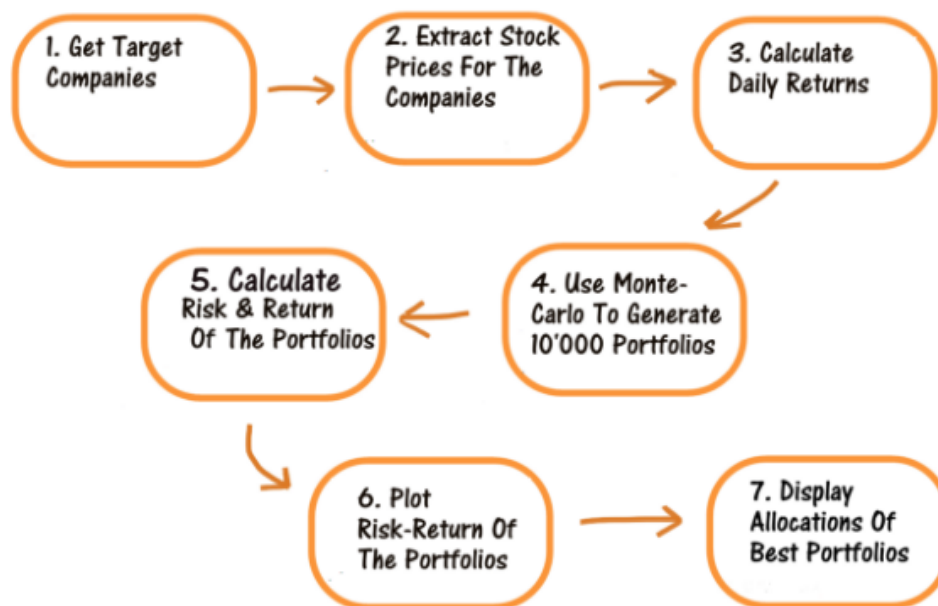 1. Get Target
Companies
2. Extract Stock
Prices For The
Companies
3. Calculate
Daily Returns
4. Use Monte-
Carlo To Generate
10'000 Portfolios
5. Calculate
Risk & Return
Of The Portfolios
6. Plot
Risk-Return Of
The Portfolios
7. Display
Allocations Of
Best Portfolios